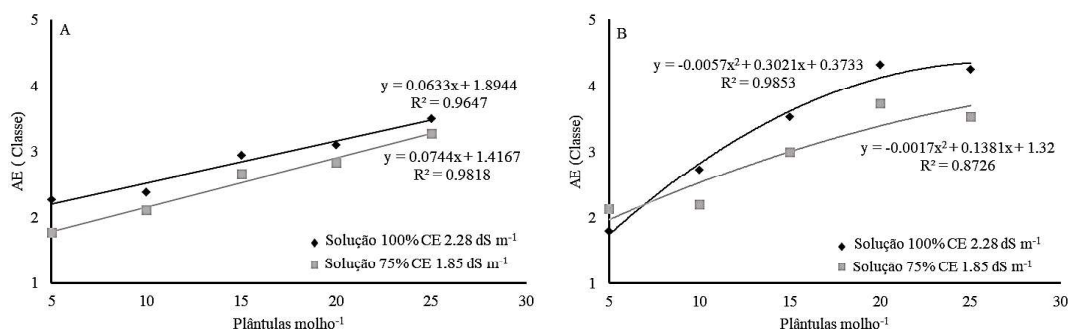 A
5
4
3
2
1
AE ( Classe)
y = 0.0633x + 1.8944
R² = 0.9647
y = 0.0744x + 1.4167
R² = 0.9818
Solução 100% CE 2.28 dS m⁻¹
Solução 75% CE 1.85 dS m⁻¹
5 10 15 20 25 30
Plântulas molho⁻¹
B
5
4
3
2
1
AE (Classe)
y = -0.0057x² + 0.3021x + 0.3733
R² = 0.9853
y = -0.0017x² + 0.1381x + 1.32
R² = 0.8726
Solução 100% CE 2.28 dS m⁻¹
Solução 75% CE 1.85 dS m⁻¹
5 10 15 20 25 30
Plântulas molho⁻¹